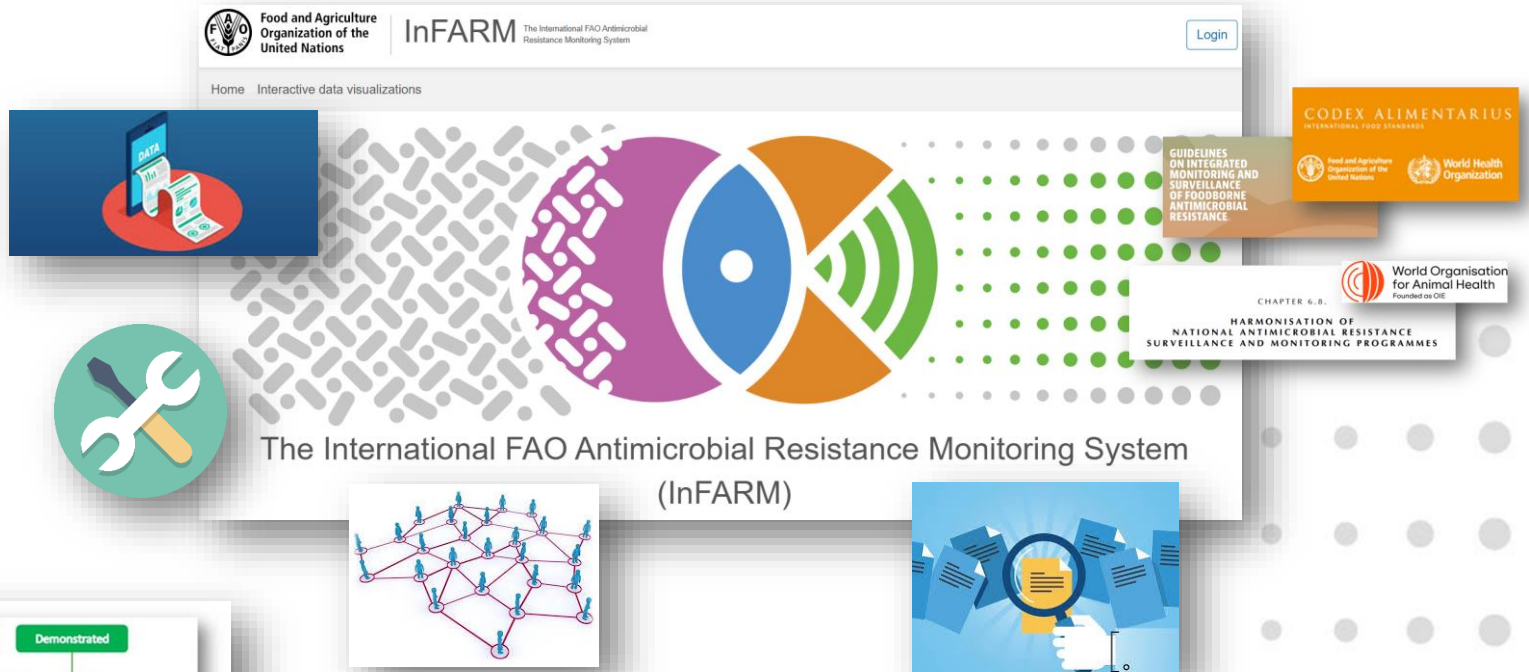 Food and Agriculture
Organization of the
United Nations
InFARM
The International FAO Antimicrobial
Resistance Monitoring System
Login
Home Interactive data visualizations
DATA
CODEX ALIMENTARIUS
INTERNATIONAL FOOD STANDARDS
Food and Agriculture
Organization of the
United Nations
World Health
Organization
GUIDELINES
ON INTEGRATED
MONITORING AND
SURVEILLANCE
OF FOODBORNE
ANTIMICROBIAL
RESISTANCE
World Organisation
for Animal Health
Founded as OIE
CHAPTER 6.8.
HARMONISATION OF
NATIONAL ANTIMICROBIAL RESISTANCE
SURVEILLANCE AND MONITORING PROGRAMMES
The International FAO Antimicrobial Resistance Monitoring System
(InFARM)
Demonstrated